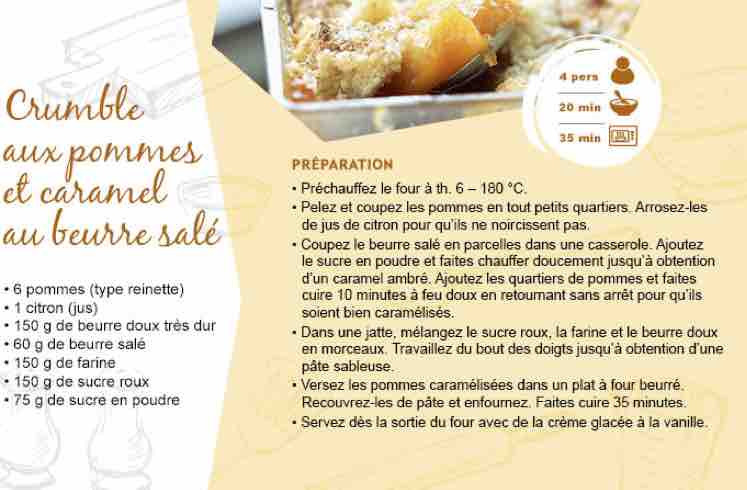 Crumble
aux pommes
et caramel
au beurre salé
• 6 pommes (type reinette)
• 1 citron (jus)
• 150 g de beurre doux très dur
• 60 g de beurre salé
• 150 g de farine
• 150 g de sucre roux
• 75 g de sucre en poudre
4 pers
20 min
35 min
PRÉPARATION
• Préchauffez le four à th. 6 – 180 °C.
• Pelez et coupez les pommes en tout petits quartiers. Arrosez-les
de jus de citron pour qu’ils ne noircissent pas.
• Coupez le beurre salé en parcelles dans une casserole. Ajoutez
le sucre en poudre et faites chauffer doucement jusqu’à obtention
d’un caramel ambré. Ajoutez les quartiers de pommes et faites
cuire 10 minutes à feu doux en retournant sans arrêt pour qu’ils
soient bien caramélisés.
• Dans une jatte, mélangez le sucre roux, la farine et le beurre doux
en morceaux. Travaillez du bout des doigts jusqu’à obtention d’une
pâte sableuse.
• Versez les pommes caramélisées dans un plat à four beurré.
Recouvrez-les de pâte et enfournez. Faites cuire 35 minutes.
• Servez dès la sortie du four avec de la crème glacée à la vanille.